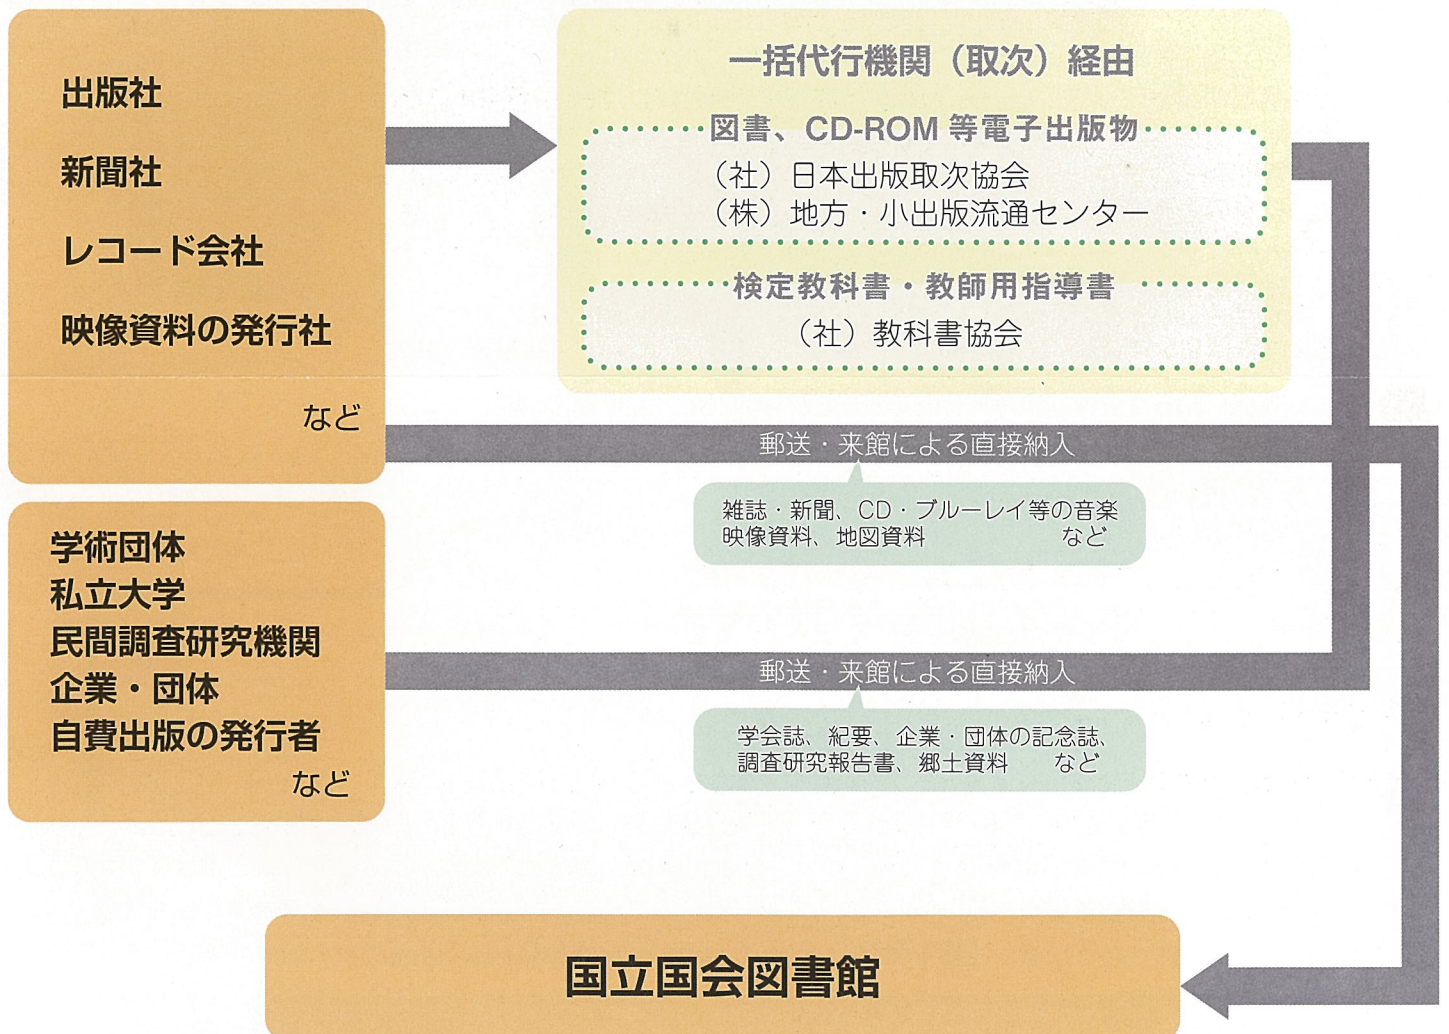 出版社
新聞社
レコード会社
映像資料の発行社
など
一括代行機関（取次）経由
図書、CD-ROM 等電子出版物
（社）日本出版取次協会
（株）地方・小出版流通センター
検定教科書・教師用指導書
（社）教科書協会
郵送・来館による直接納入
雑誌・新聞、CD・ブルーレイ等の音楽
映像資料、地図資料 など
学術団体
私立大学
民間調査研究機関
企業・団体
自費出版の発行者
など
郵送・来館による直接納入
学会誌、紀要、企業・団体の記念誌、
調査研究報告書、郷土資料 など
国立国会図書館